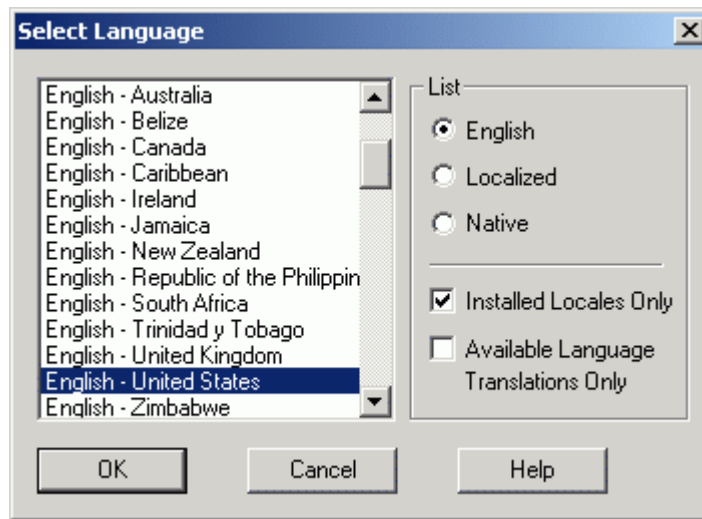 Select Language
English - Australia
English - Belize
English - Canada
English - Caribbean
English - Ireland
English - Jamaica
English - New Zealand
English - Republic of the Philippin
English - South Africa
English - Trinidad y Tobago
English - United Kingdom
English - United States
English - Zimbabwe
List
English
Localized
Native
Installed Locales Only
Available Language
Translations Only
OK
Cancel
Help